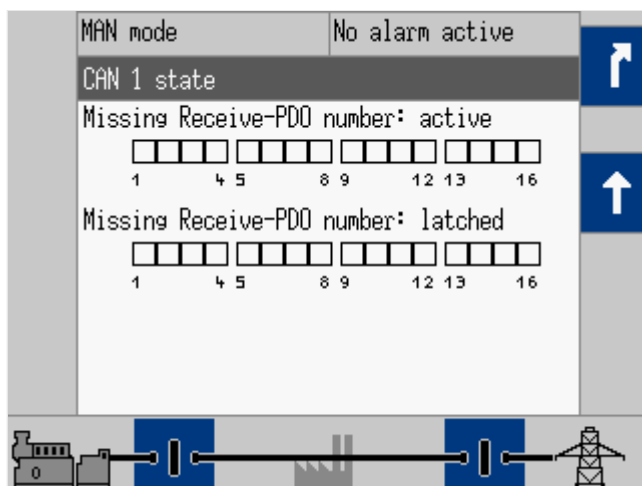 MAN mode No alarm active
CAN 1 state
Missing Receive-PDO number: active
1 4 5 8 9 12 13 16
Missing Receive-PDO number: latched
1 4 5 8 9 12 13 16
0